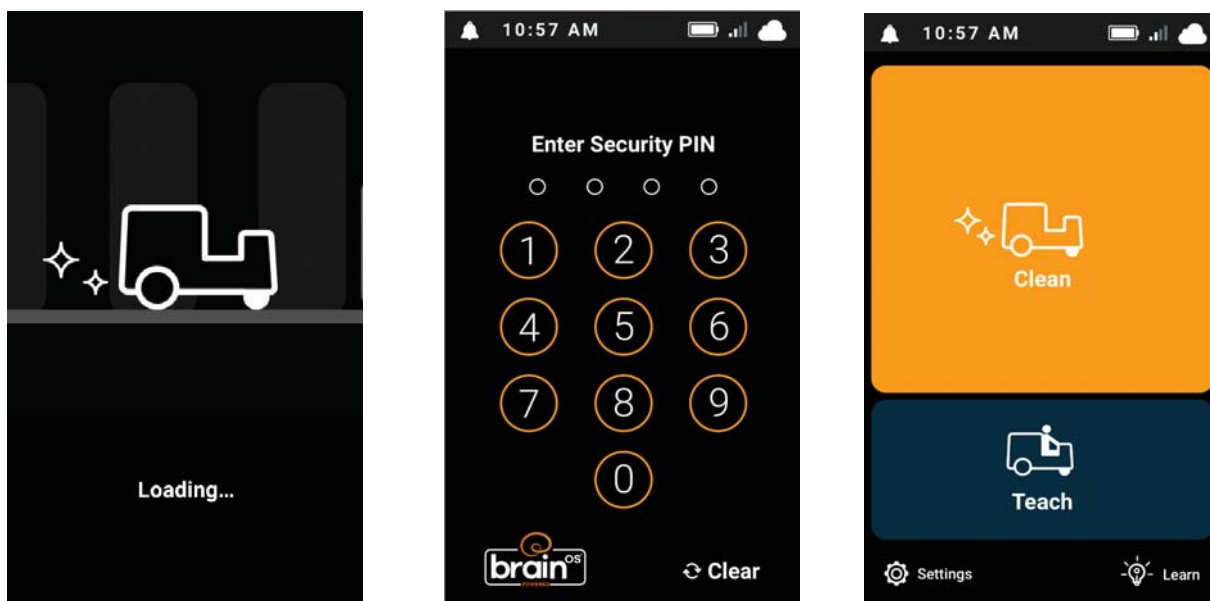 Loading...
10:57 AM
Enter Security PIN
1 2 3
4 5 6
7 8 9
0
brain OS
POWERED
Clear
10:57 AM
Clean
Teach
Settings
Learn